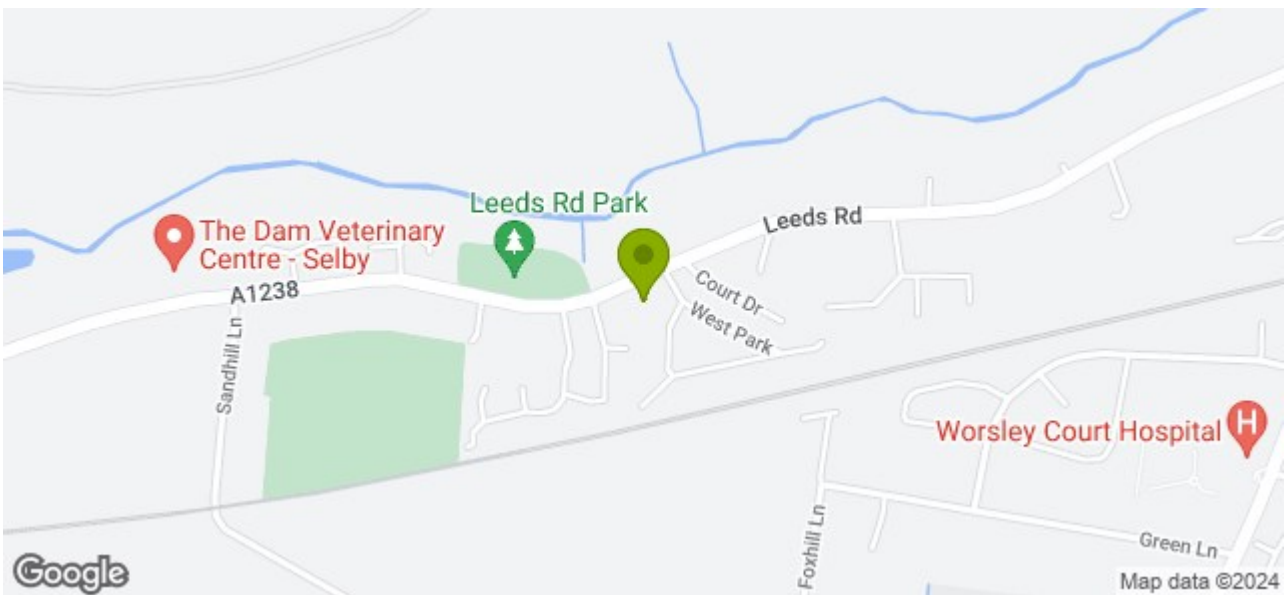 Leeds Rd Park
The Dam Veterinary
Centre - Selby
Leeds Rd
A1238
Court Dr
West Park
Sandhill Ln
Worsley Court Hospital
H
Foxhill Ln
Green Ln
Google
Map data ©2024